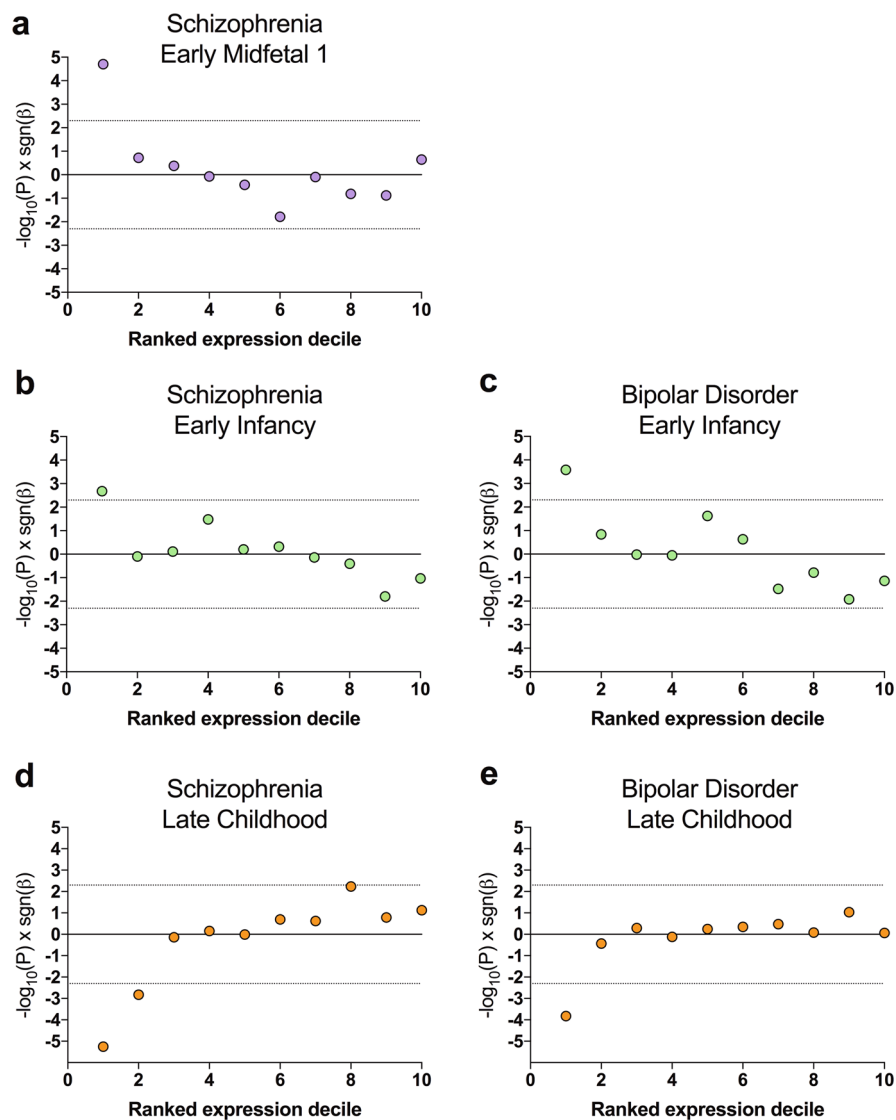 a
Schizophrenia
Early Midfetal 1
-log10(P) x sgn(β)
5
4
3
2
1
0
-1
-2
-3
-4
-5
0 2 4 6 8 10
Ranked expression decile
b
Schizophrenia
Early Infancy
-log10(P) x sgn(β)
5
4
3
2
1
0
-1
-2
-3
-4
-5
0 2 4 6 8 10
Ranked expression decile
c
Bipolar Disorder
Early Infancy
-log10(P) x sgn(β)
5
4
3
2
1
0
-1
-2
-3
-4
-5
0 2 4 6 8 10
Ranked expression decile
d
Schizophrenia
Late Childhood
-log10(P) x sgn(β)
5
4
3
2
1
0
-1
-2
-3
-4
-5
0 2 4 6 8 10
Ranked expression decile
e
Bipolar Disorder
Late Childhood
-log10(P) x sgn(β)
5
4
3
2
1
0
-1
-2
-3
-4
-5
0 2 4 6 8 10
Ranked expression decile